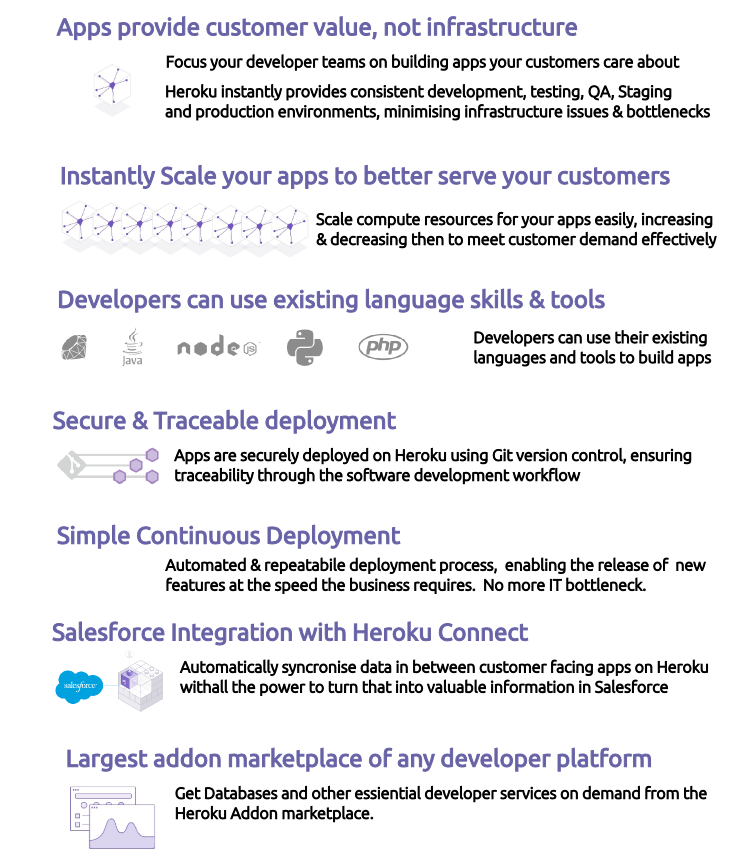 Apps provide customer value, not infrastructure
Focus your developer teams on building apps your customers care about
Heroku instantly provides consistent development, testing, QA, Staging
and production environments, minimising infrastructure issues & bottlenecks
Instantly Scale your apps to better serve your customers
Scale compute resources for your apps easily, increasing
& decreasing then to meet customer demand effectively
Developers can use existing language skills & tools
Java
node JS
php
Developers can use their existing
languages and tools to build apps
Secure & Traceable deployment
Apps are securely deployed on Heroku using Git version control, ensuring
traceability through the software development workflow
Simple Continuous Deployment
Automated & repeatabile deployment process,  enabling the release of  new
features at the speed the business requires.  No more IT bottleneck.
Salesforce Integration with Heroku Connect
salesforce
Automatically syncronise data in between customer facing apps on Heroku
withall the power to turn that into valuable information in Salesforce
Largest addon marketplace of any developer platform
Get Databases and other essiential developer services on demand from the
Heroku Addon marketplace.